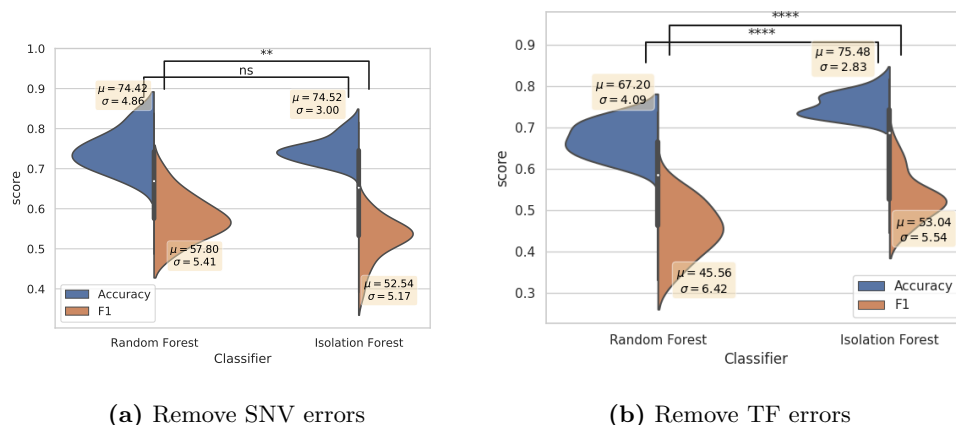 1.0
0.9
0.8
0.7
0.6
0.5
0.4
score
**
ns
μ = 74.42
σ = 4.86
μ = 74.52
σ = 3.00
μ = 57.80
σ = 5.41
μ = 52.54
σ = 5.17
Accuracy
F1
Random Forest
Isolation Forest
Classifier
(a) Remove SNV errors
0.9
0.8
0.7
0.6
0.5
0.4
0.3
score
****
****
μ = 67.20
σ = 4.09
μ = 75.48
σ = 2.83
μ = 45.56
σ = 6.42
μ = 53.04
σ = 5.54
Accuracy
F1
Random Forest
Isolation Forest
Classifier
(b) Remove TF errors